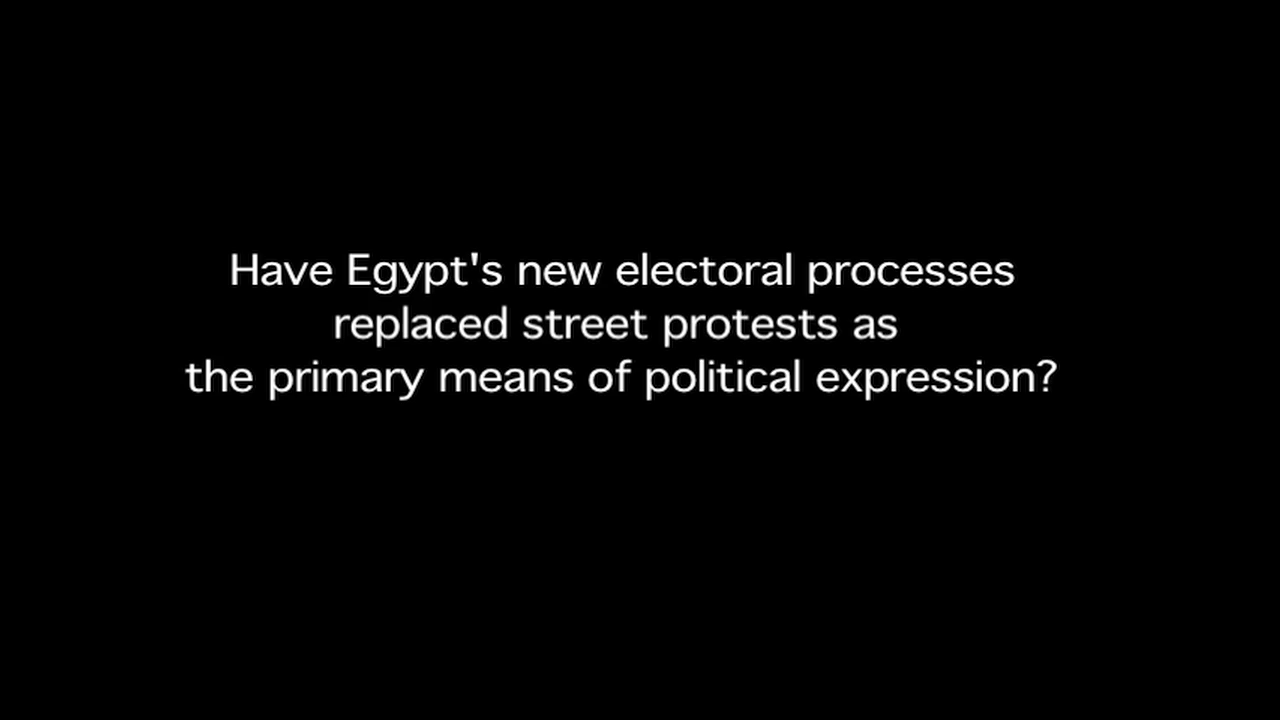 Have Egypt's new electoral processes
replaced street protests as
the primary means of political expression?